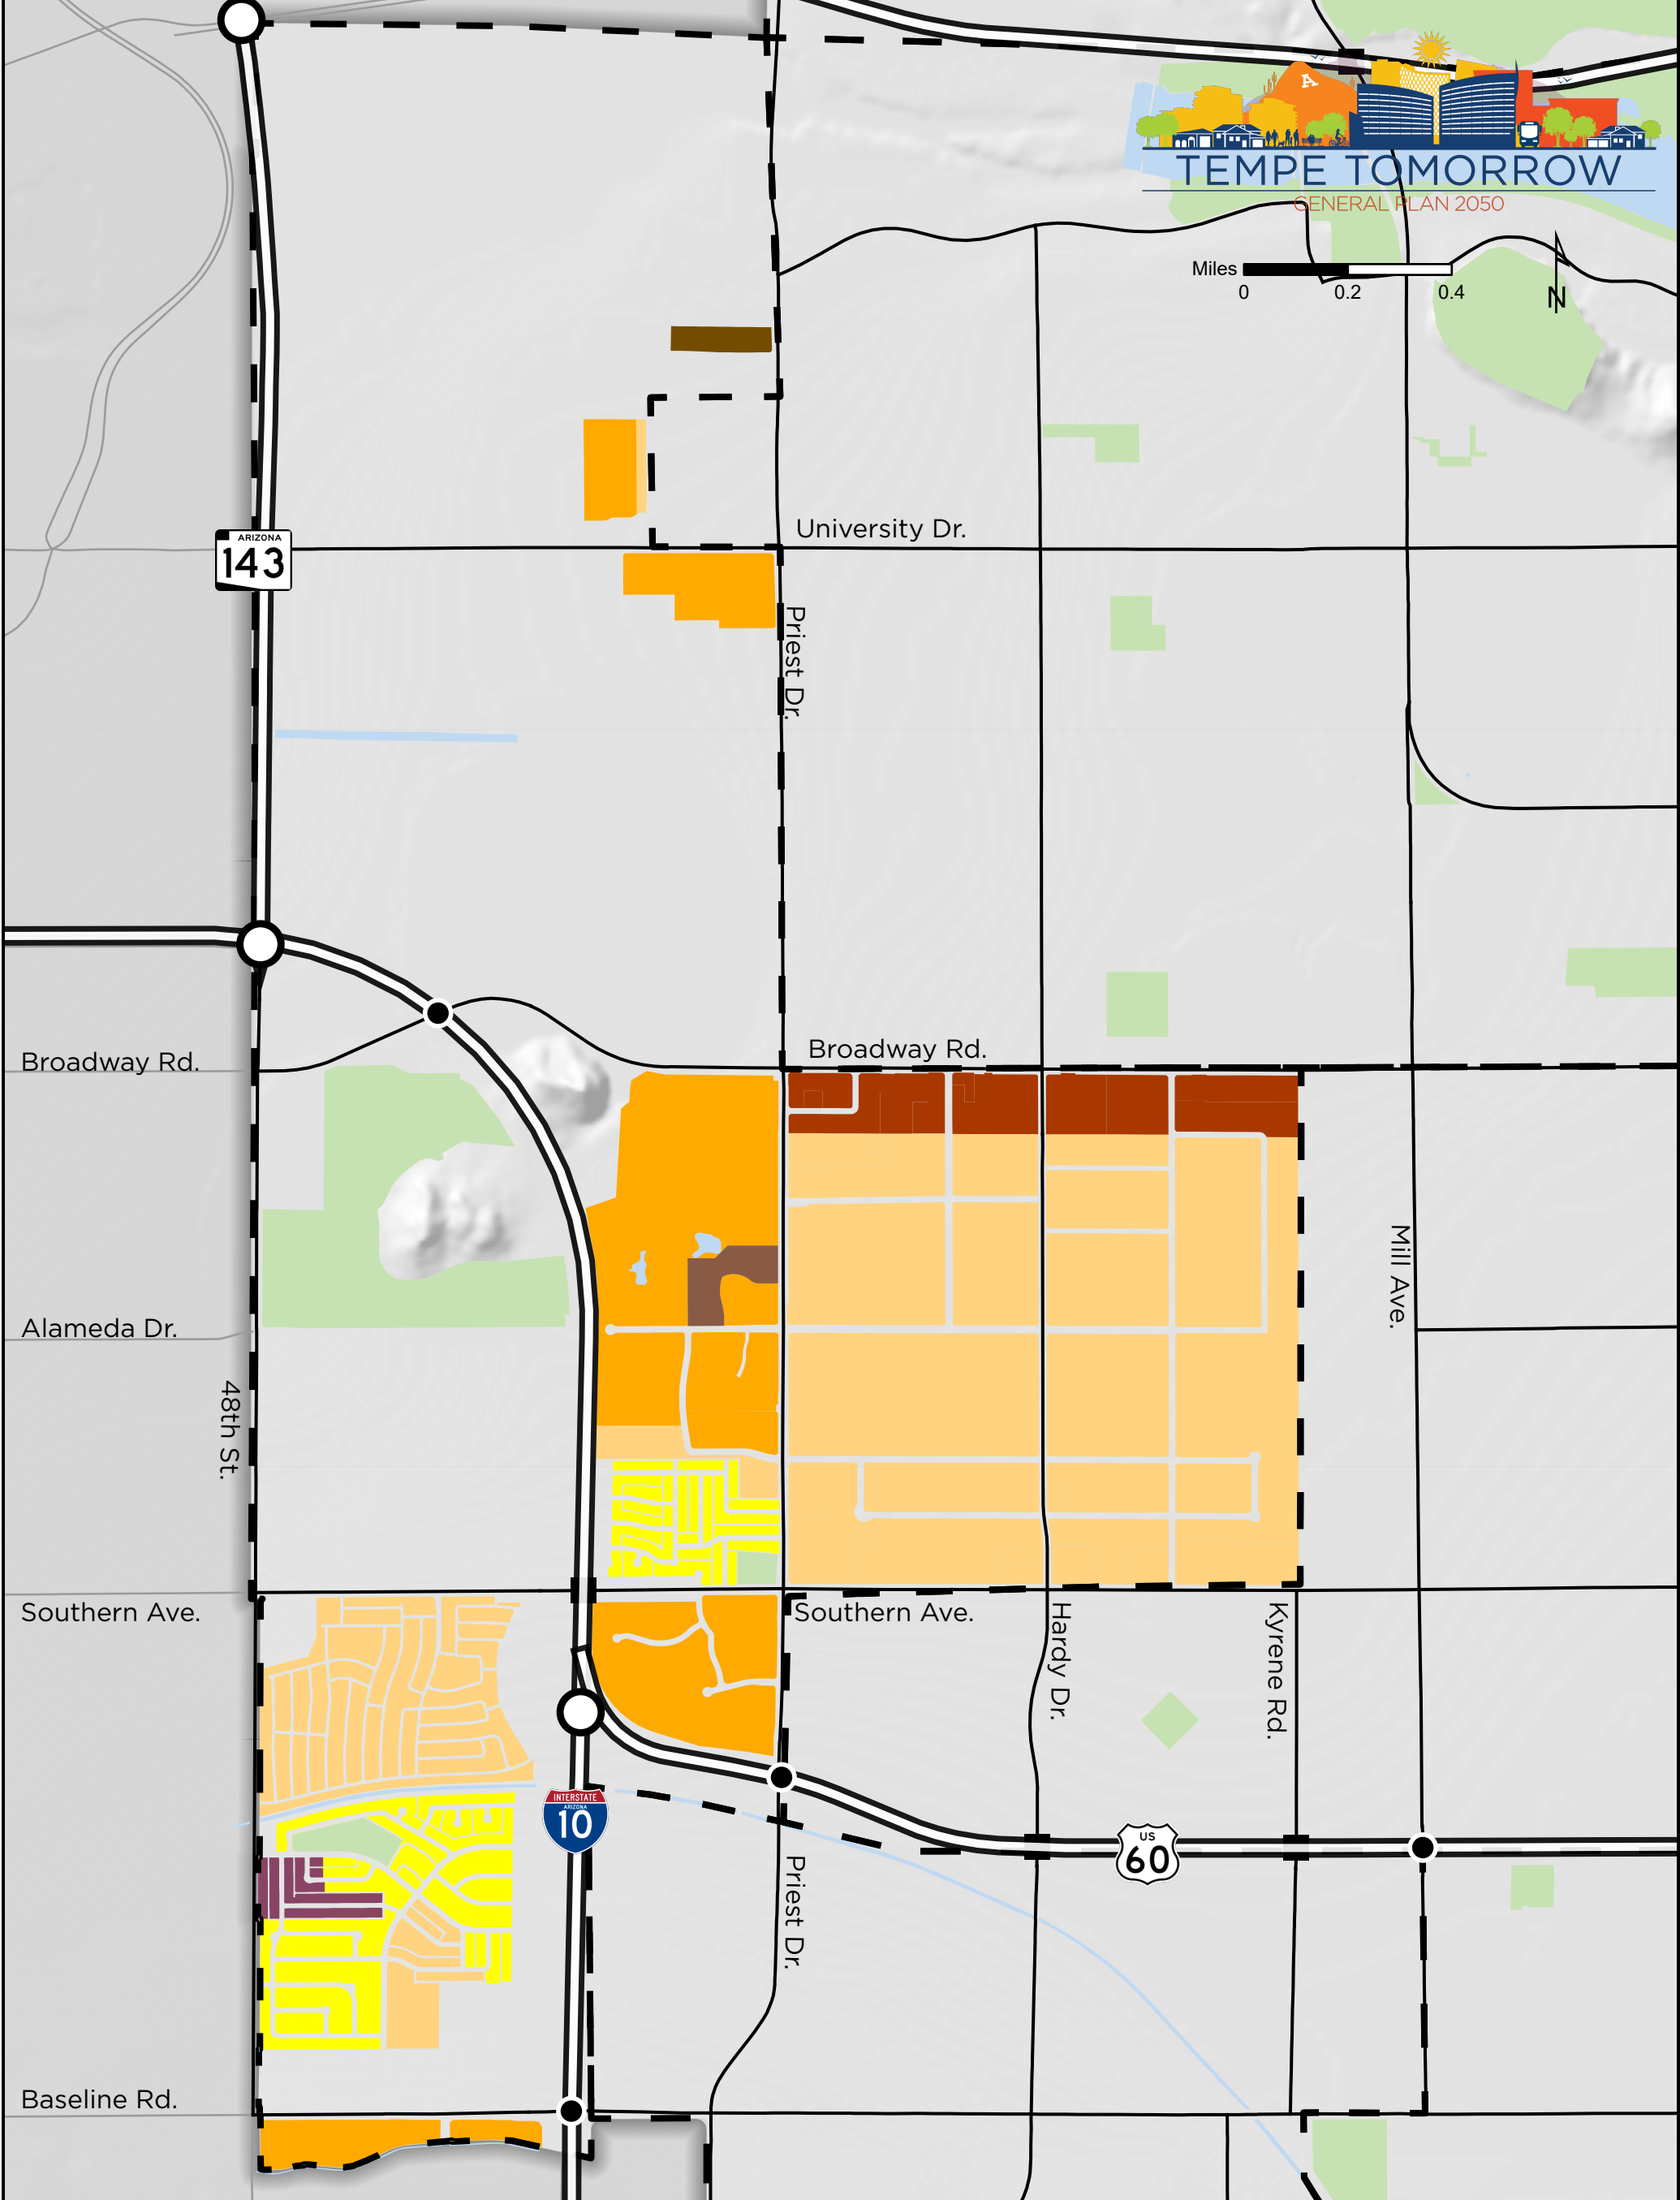 A
TEMPE TOMORROW
GENERAL PLAN 2050
Miles
0 0.2 0.4
N
University Dr.
ARIZONA
143
Priest Dr.
Broadway Rd.
Broadway Rd.
Mill Ave.
Alameda Dr.
48th St.
Southern Ave.
Southern Ave.
Hardy Dr.
Kyrene Rd.
INTERSTATE
ARIZONA
10
US
60
Priest Dr.
Baseline Rd.